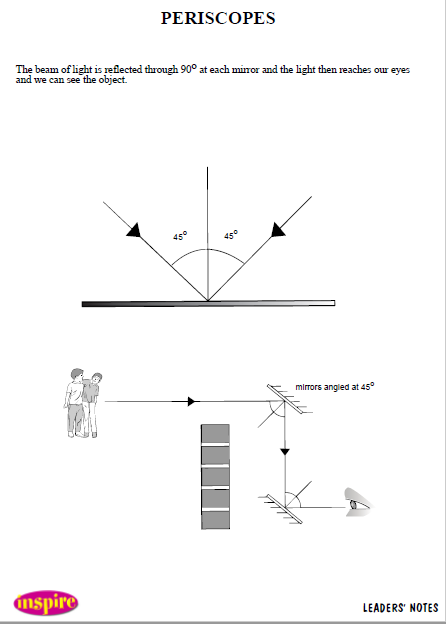 PERISCOPES
The beam of light is reflected through 90° at each mirror and the light then reaches our eyes
and we can see the object.
45° 45°
mirrors angled at 45°
inspire
LEADERS' NOTES